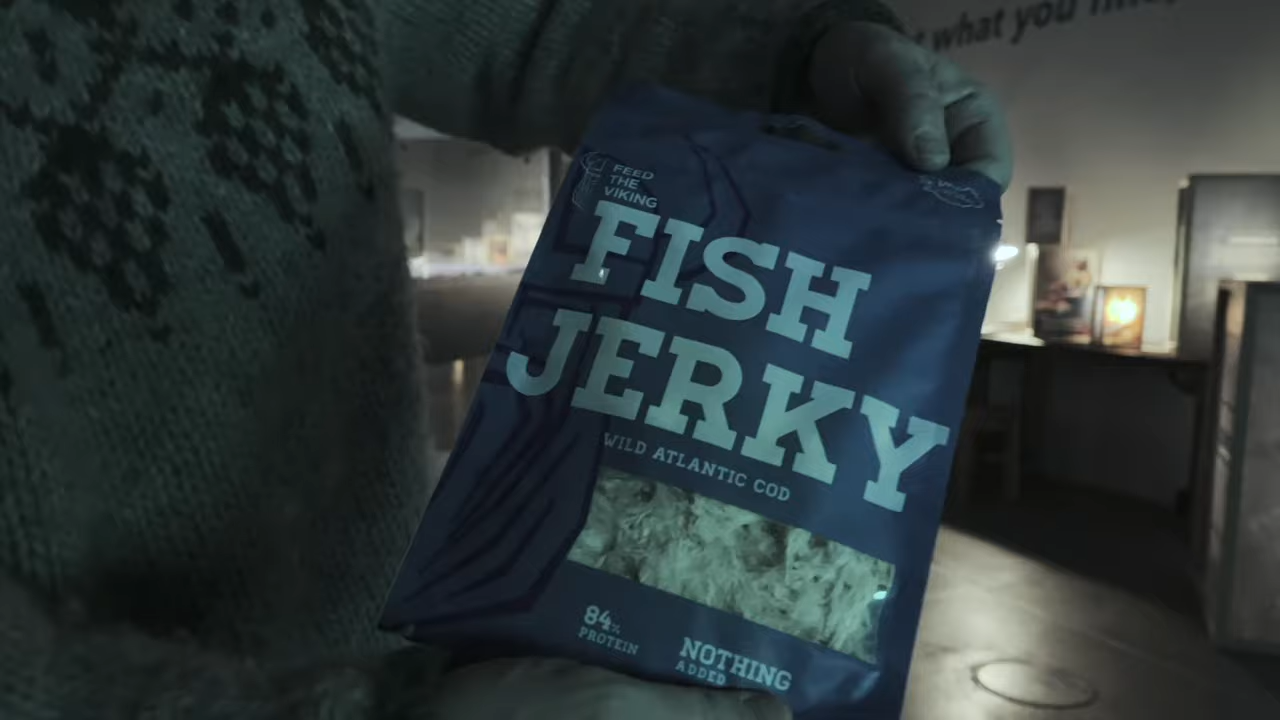 what you
FEED
THE
VIKING
FISH
JERKY
WILD ATLANTIC COD
84%
PROTEIN
NOTHING
ADDED